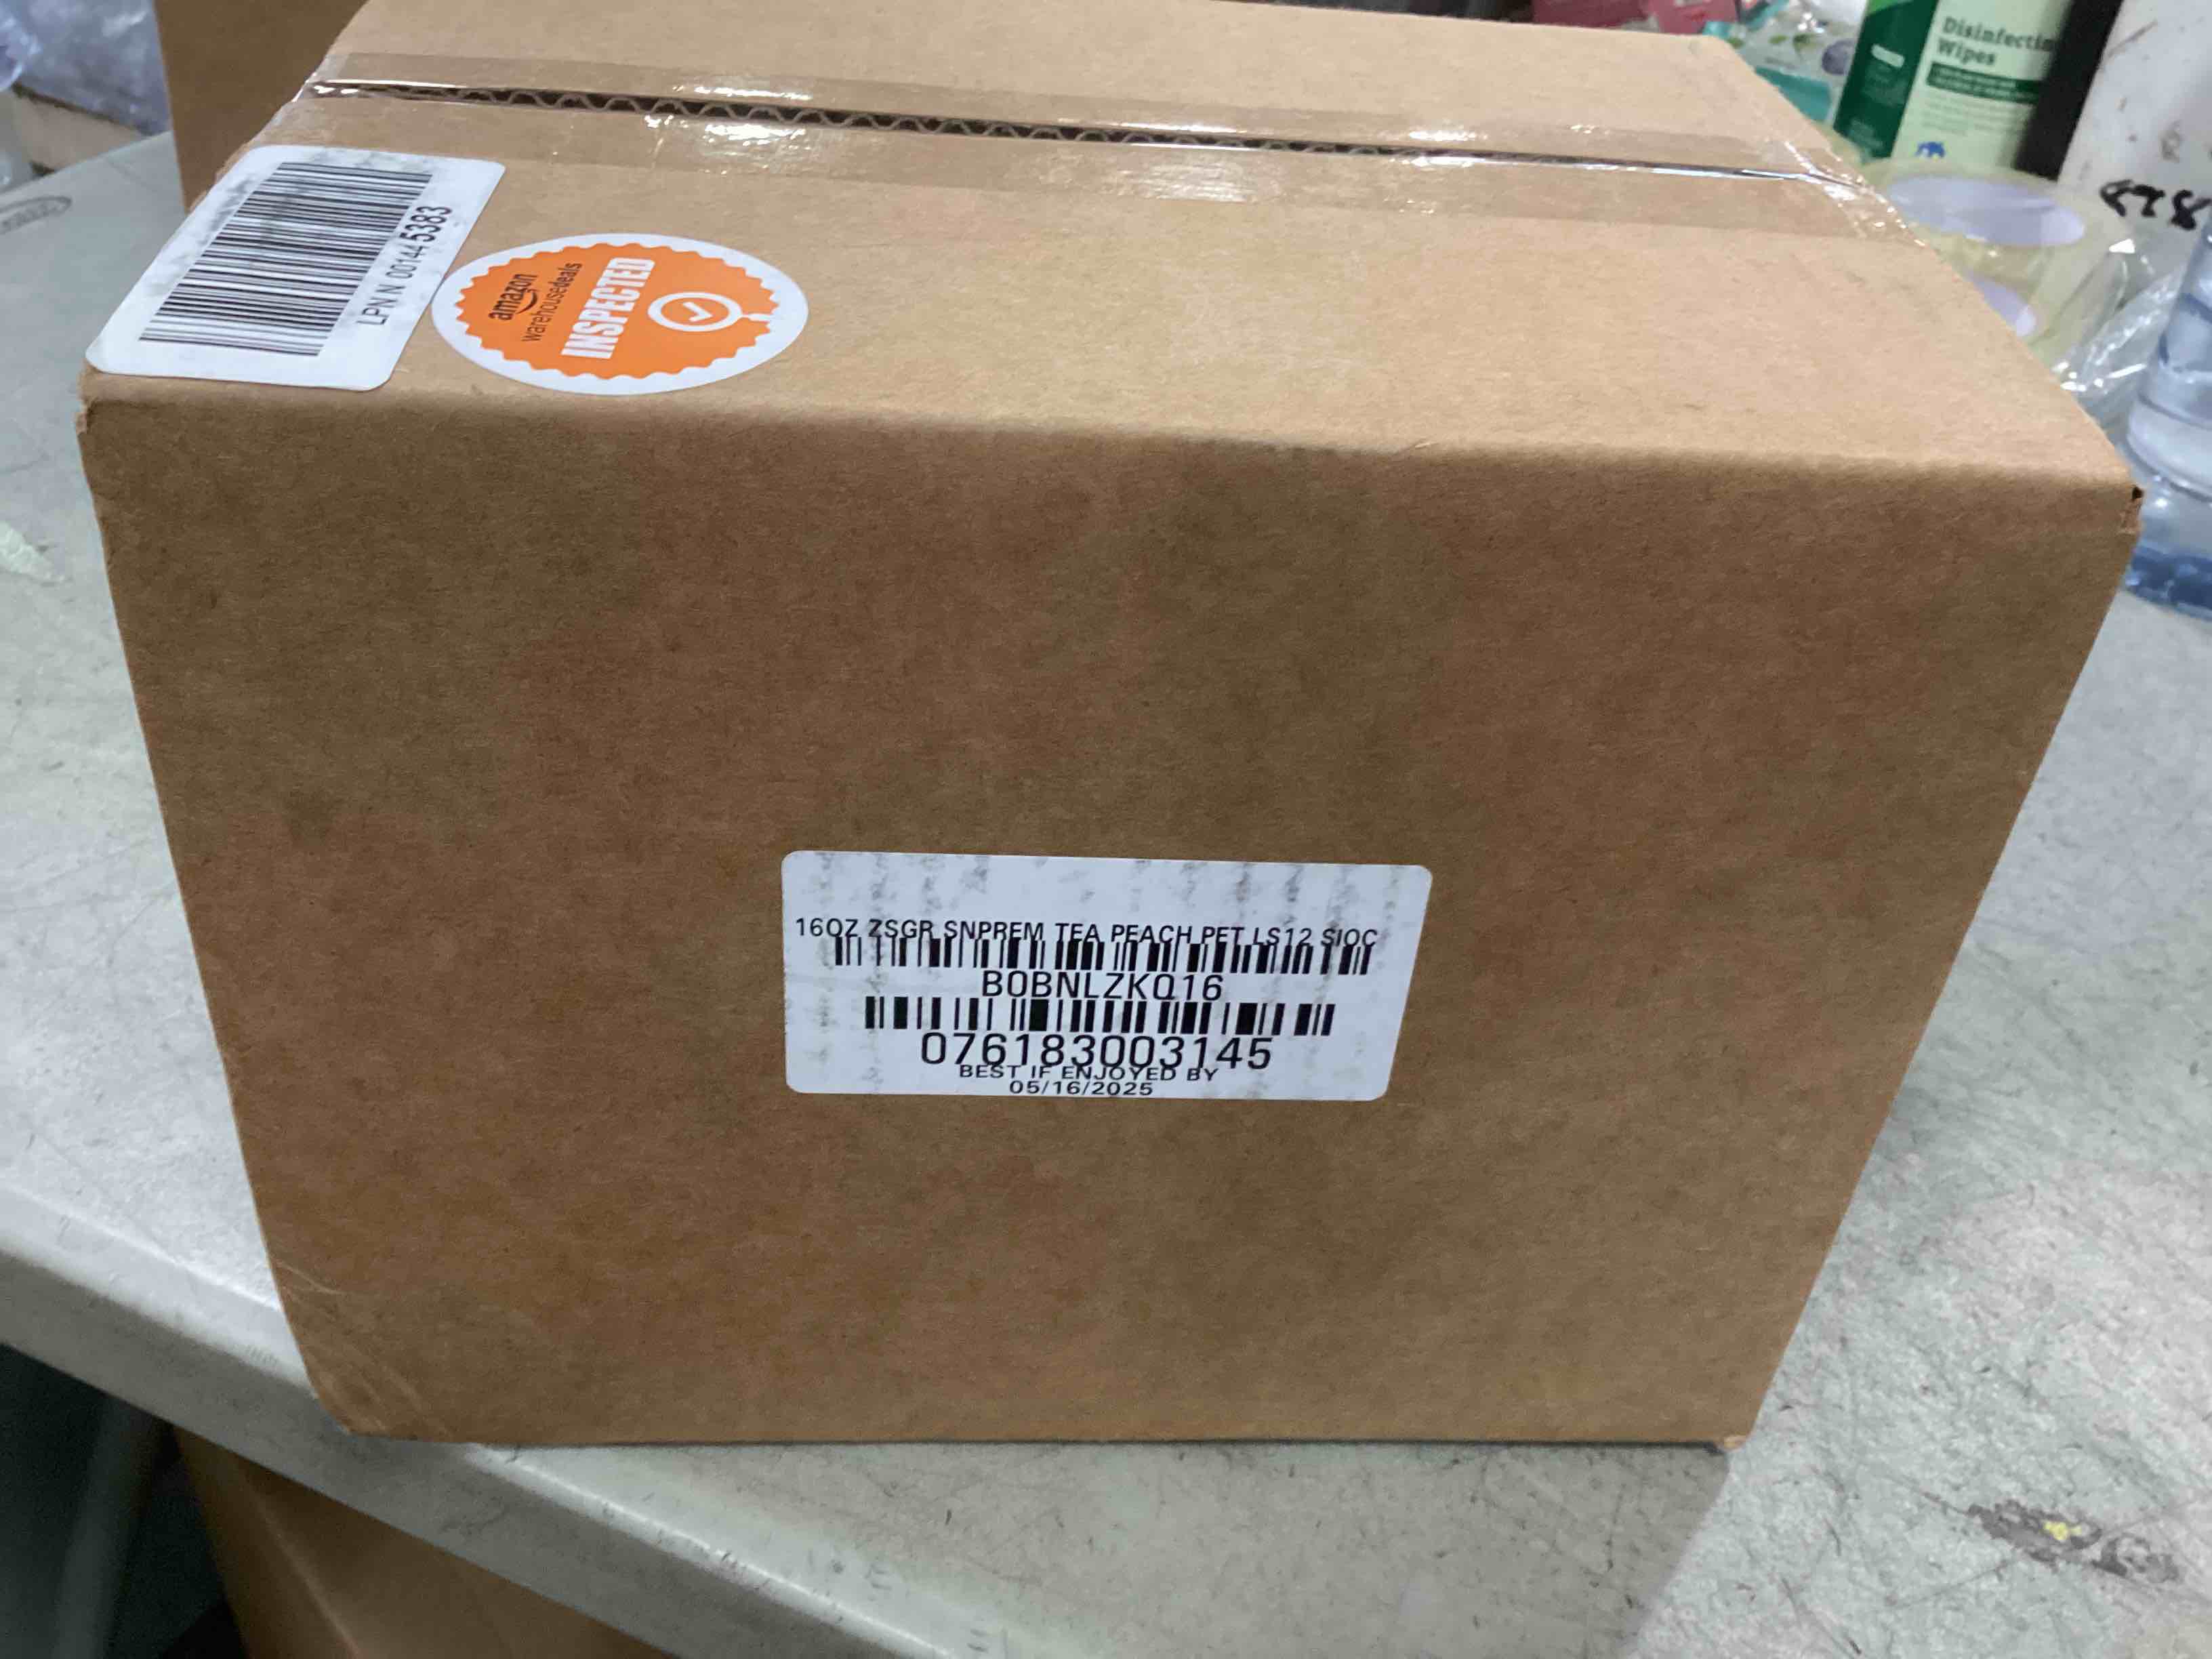 Disinfectin
Wipes
LPN N 00144 5383
amazon
warehousedeals
INSPECTED
16OZ ZSGR SNPREM TEA PEACH PET LS12 SIOC
B0BNLZKQ16
076183003145
BEST IF ENJOYED BY
05/16/2025